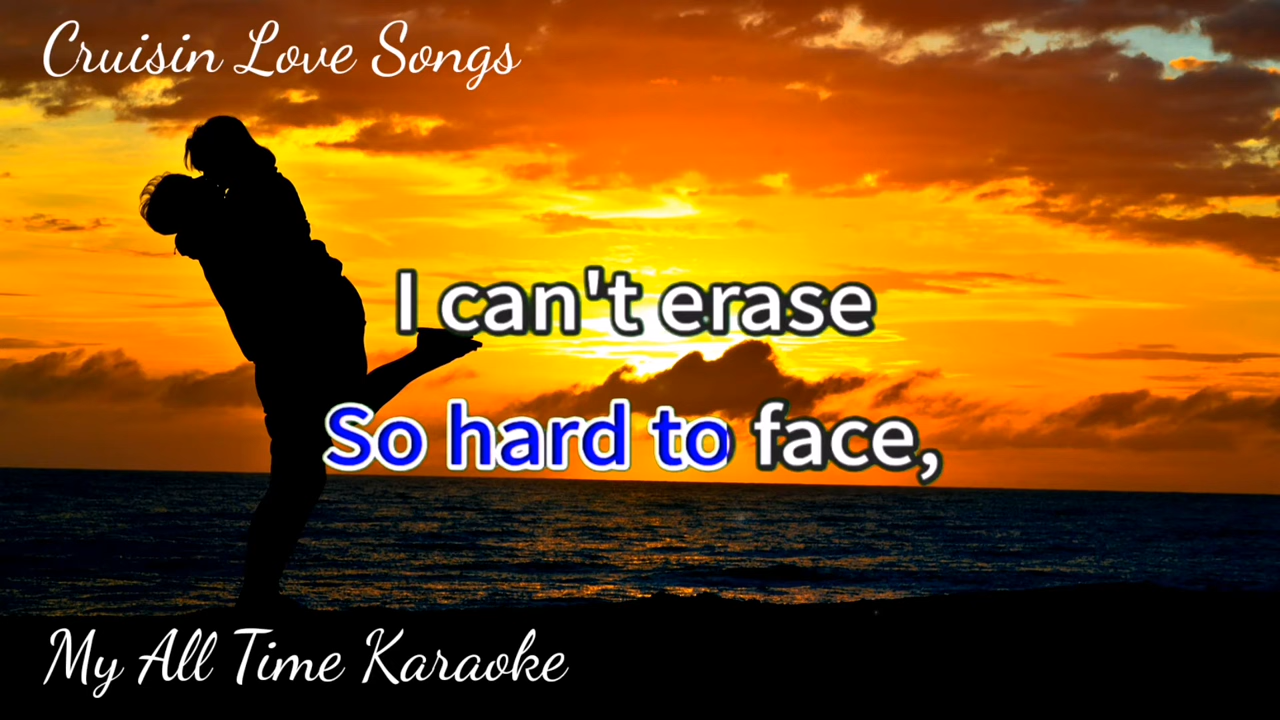 Cruisin Love Songs
I can't erase
So hard to face,
My All Time Karaoke